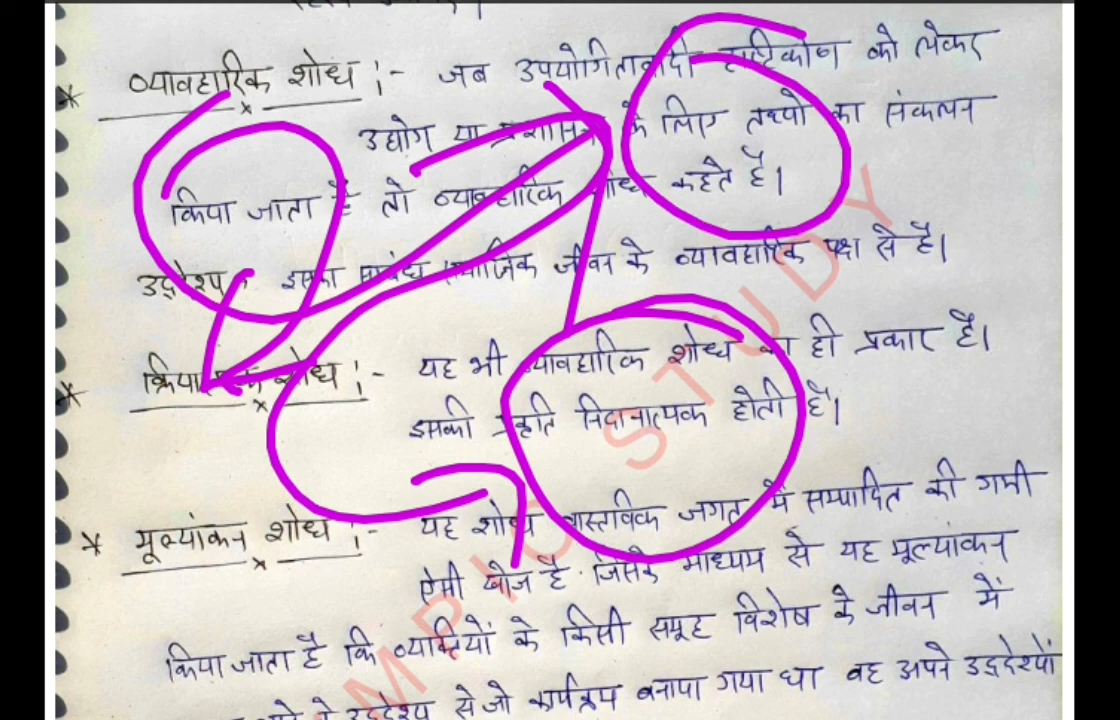 * व्यावहारिक शोध :- जब उपयोगितावादी दृष्टिकोण को लेकर
उद्योग या प्रशासन के लिए तथ्यो का संकलन
किया जाता है तो व्यावहारिक शोध कहते है।
उद्देश्य इसका संबंध सामाजिक जीवन के व्यावहारिक पक्ष से है।
* क्रियात्मक शोध :- यह भी व्यावहारिक शोध का ही प्रकार है।
इसकी प्रकृति निदानात्मक होती है।
* मूल्यांकन शोध :- यह शोध वास्तविक जगत में सम्पादित की गयी
ऐसी खोज है जिसके माध्यम से यह मूल्यांकन
किया जाता है कि व्यक्तियों के किसी समूह विशेष के जीवन में
उद्देश्य से जो कार्यक्रम बनाया गया था वह अपने उद्देश्यों
STUDY